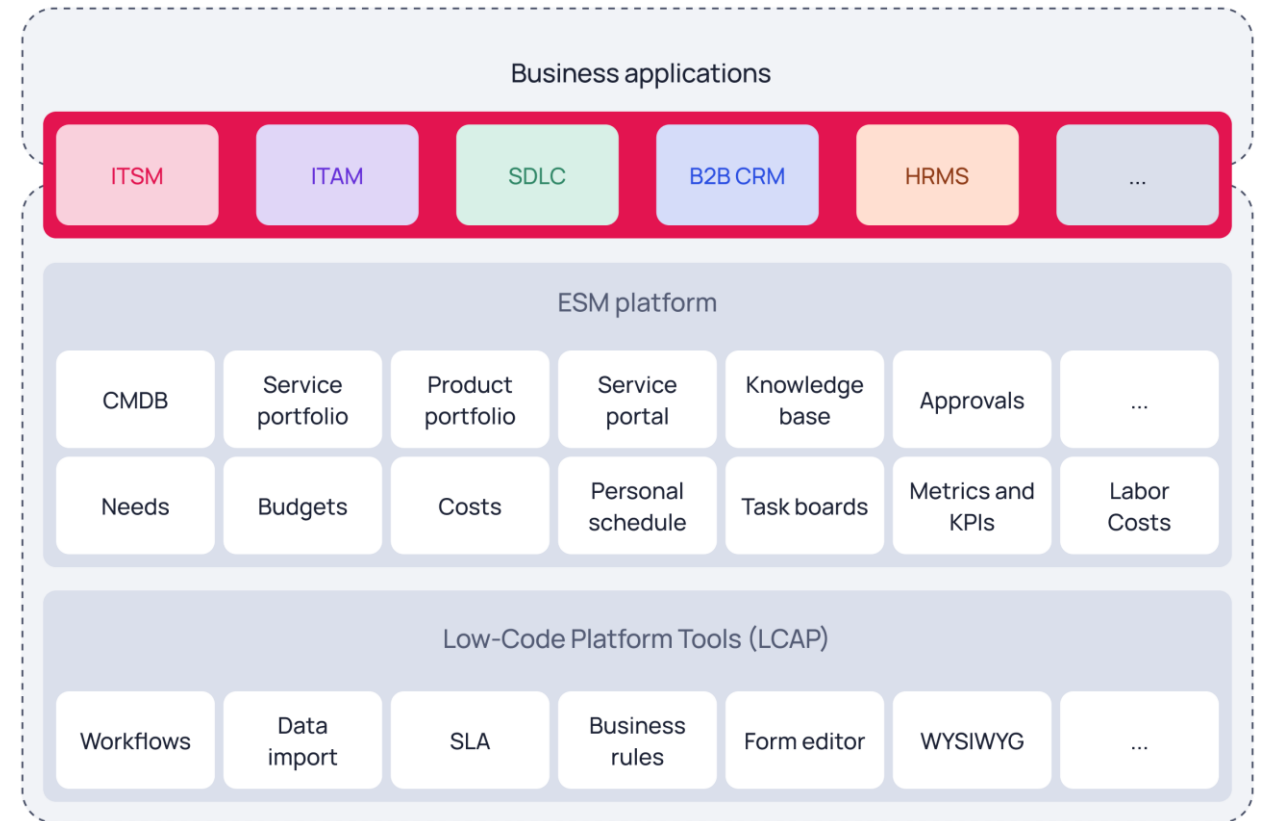 Business applications
ITSM
ITAM
SDLC
B2B CRM
HRMS
...
ESM platform
CMDB
Service
portfolio
Product
portfolio
Service
portal
Knowledge
base
Approvals
...
Needs
Budgets
Costs
Personal
schedule
Task boards
Metrics and
KPIs
Labor
Costs
Low-Code Platform Tools (LCAP)
Workflows
Data
import
SLA
Business
rules
Form editor
WYSIWYG
...